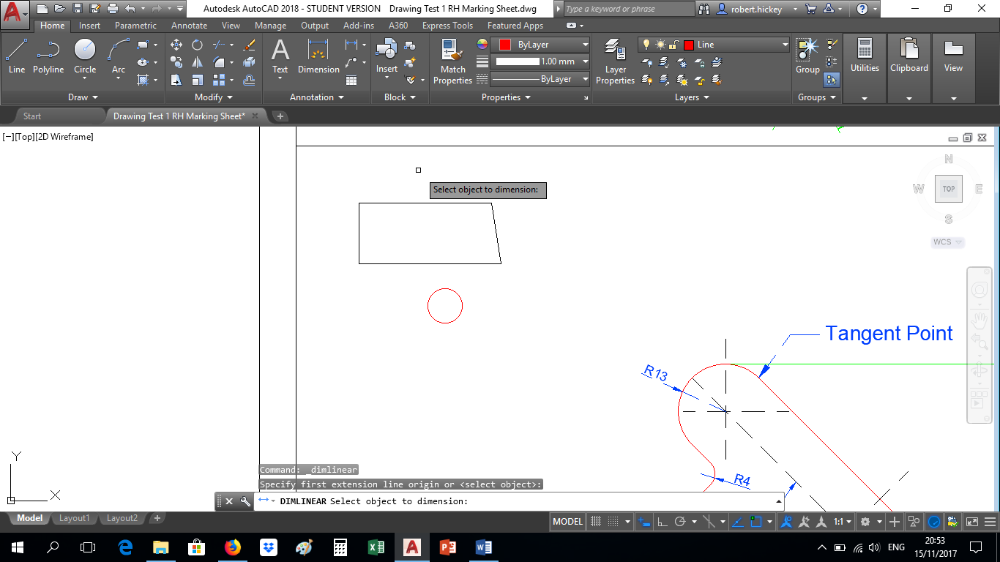 Autodesk AutoCAD 2018 - STUDENT VERSION Drawing Test 1 RH Marking Sheet.dwg
Type a keyword or phrase
robert.hickey
Home Insert Parametric Annotate View Manage Output Add-ins A360 Express Tools Featured Apps
ByLayer
Line
1.00 mm
Line Polyline Circle Arc
Text Dimension
Insert
Match
Properties
ByLayer
Layer
Properties
Group
Utilities
Clipboard
View
Draw Modify Annotation Block Properties Layers Groups
Start Drawing Test 1 RH Marking Sheet*
[−][Top][2D Wireframe]
N
W TOP E
S
WCS
Select object to dimension:
Tangent Point
R13
R4
Y
X
Command: _dimlinear
Specify first extension line origin or <select object>:
DIMLINEAR Select object to dimension:
Model Layout1 Layout2
MODEL
1:1
ENG
20:53
15/11/2017